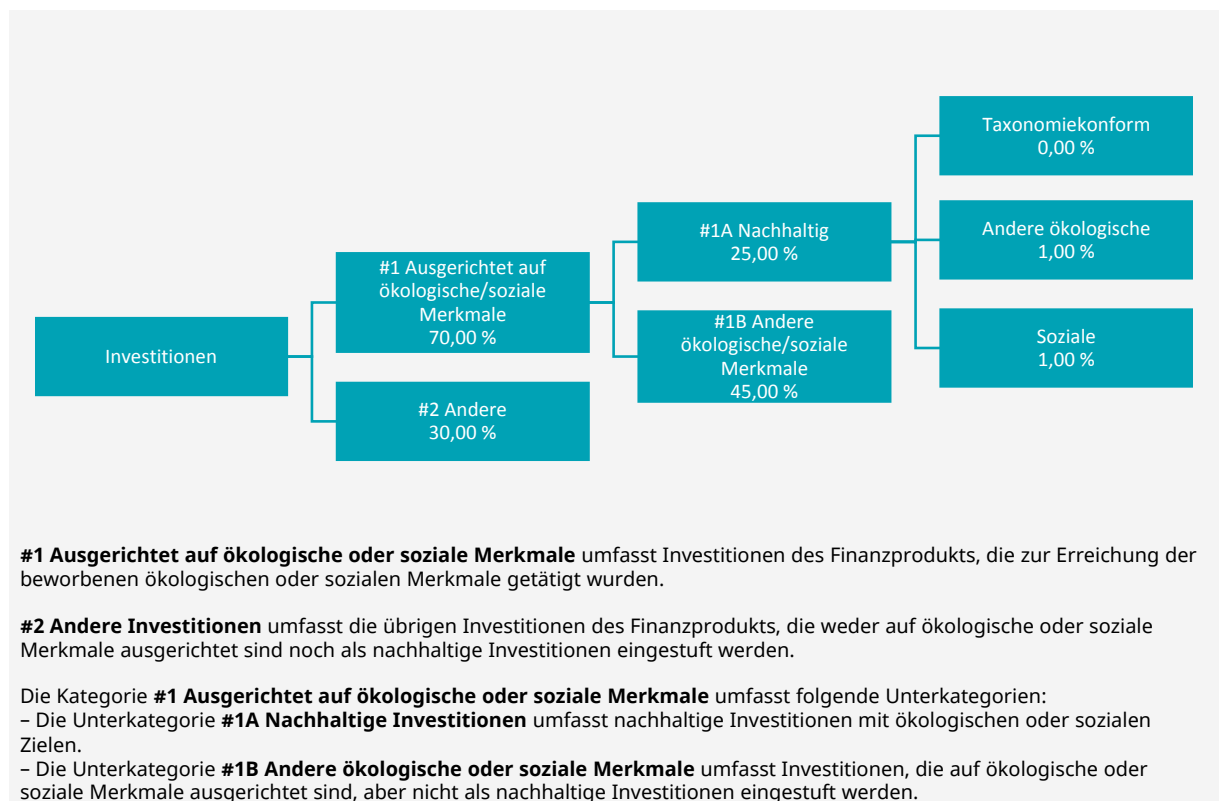 Investitionen
#1 Ausgerichtet auf
ökologische/soziale
Merkmale
70,00 %
#2 Andere
30,00 %
#1A Nachhaltig
25,00 %
#1B Andere
ökologische/soziale
Merkmale
45,00 %
Taxonomiekonform
0,00 %
Andere ökologische
1,00 %
Soziale
1,00 %
#1 Ausgerichtet auf ökologische oder soziale Merkmale umfasst Investitionen des Finanzprodukts, die zur Erreichung der
beworbenen ökologischen oder sozialen Merkmale getätigt wurden.
#2 Andere Investitionen umfasst die übrigen Investitionen des Finanzprodukts, die weder auf ökologische oder soziale
Merkmale ausgerichtet sind noch als nachhaltige Investitionen eingestuft werden.
Die Kategorie #1 Ausgerichtet auf ökologische oder soziale Merkmale umfasst folgende Unterkategorien:
– Die Unterkategorie #1A Nachhaltige Investitionen umfasst nachhaltige Investitionen mit ökologischen oder sozialen
Zielen.
– Die Unterkategorie #1B Andere ökologische oder soziale Merkmale umfasst Investitionen, die auf ökologische oder
soziale Merkmale ausgerichtet sind, aber nicht als nachhaltige Investitionen eingestuft werden.